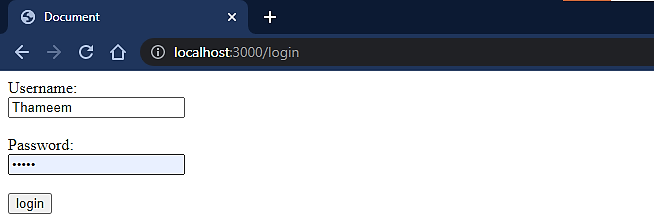 Document
localhost:3000/login
Username:
Thameem
Password:
•••••
login